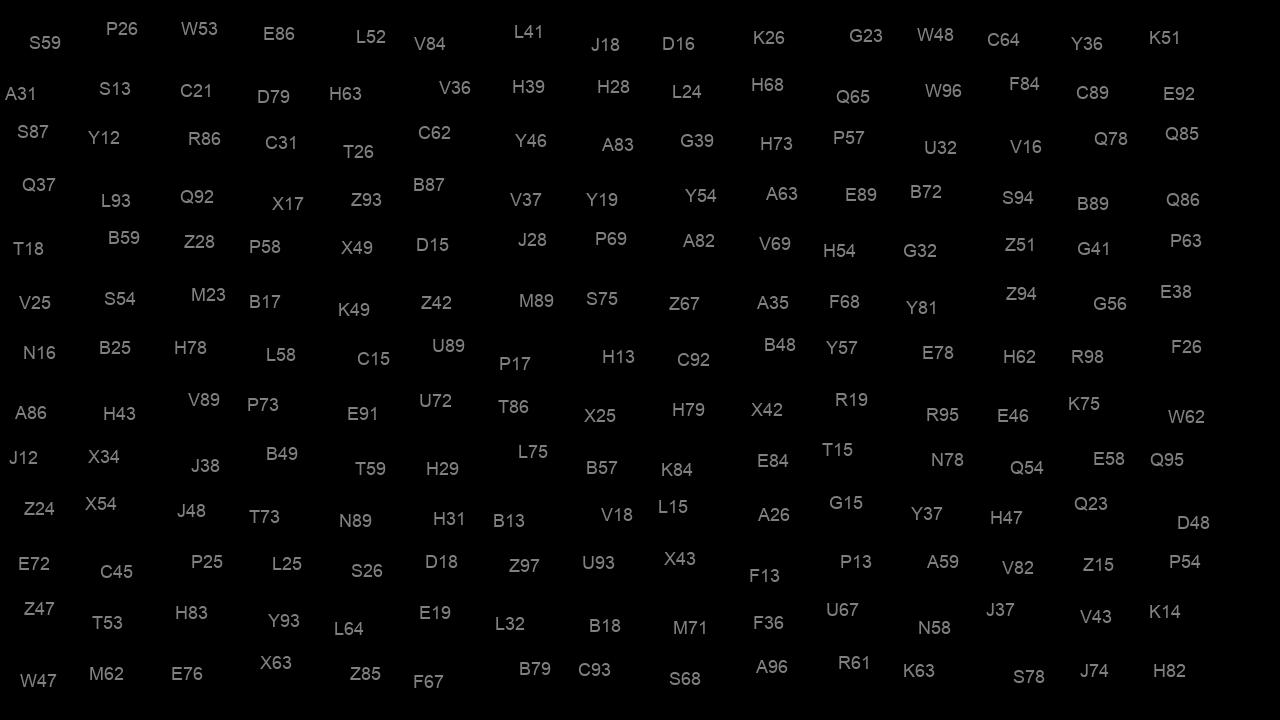 S59 P26 W53 E86 L52 V84 L41 J18 D16 K26 G23 W48 C64 Y36 K51
A31 S13 C21 D79 H63 V36 H39 H28 L24 H68 Q65 W96 F84 C89 E92
S87 Y12 R86 C31 T26 C62 Y46 A83 G39 H73 P57 U32 V16 Q78 Q85
Q37 L93 Q92 X17 Z93 B87 V37 Y19 Y54 A63 E89 B72 S94 B89 Q86
T18 B59 Z28 P58 X49 D15 J28 P69 A82 V69 H54 G32 Z51 G41 P63
V25 S54 M23 B17 K49 Z42 M89 S75 Z67 A35 F68 Y81 Z94 G56 E38
N16 B25 H78 L58 C15 U89 P17 H13 C92 B48 Y57 E78 H62 R98 F26
A86 H43 V89 P73 E91 U72 T86 X25 H79 X42 R19 R95 E46 K75 W62
J12 X34 J38 B49 T59 H29 L75 B57 K84 E84 T15 N78 Q54 E58 Q95
Z24 X54 J48 T73 N89 H31 B13 V18 L15 A26 G15 Y37 H47 Q23 D48
E72 C45 P25 L25 S26 D18 Z97 U93 X43 F13 P13 A59 V82 Z15 P54
Z47 T53 H83 Y93 L64 E19 L32 B18 M71 F36 U67 N58 J37 V43 K14
W47 M62 E76 X63 Z85 F67 B79 C93 S68 A96 R61 K63 S78 J74 H82